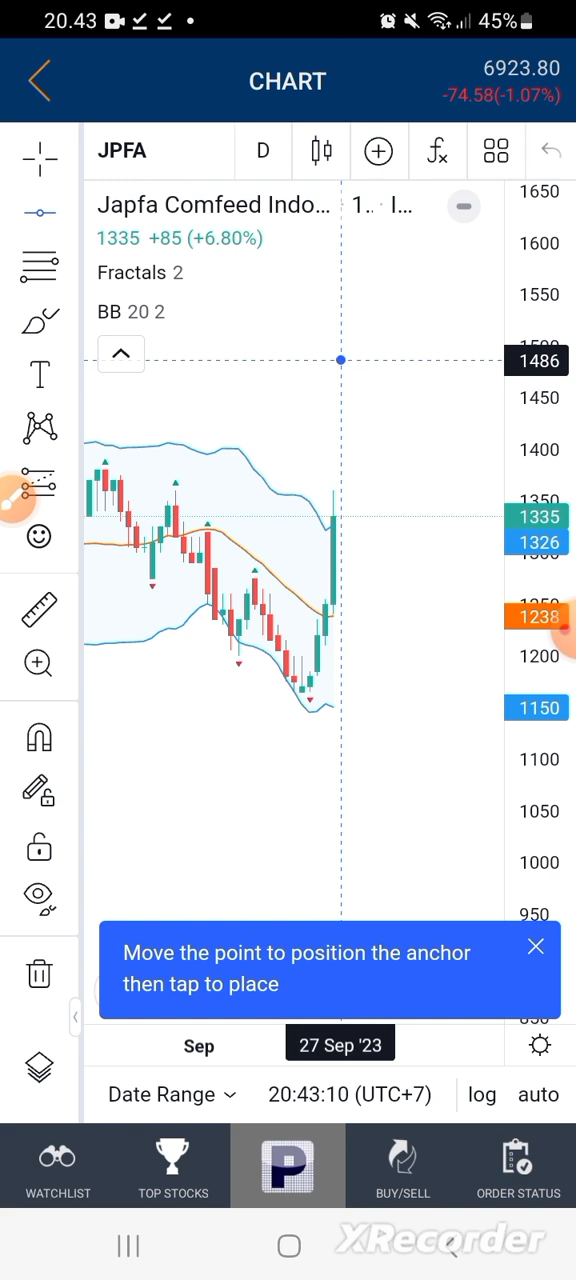 20.43
45%
CHART
6923.80
-74.58(-1.07%)
JPFA
D
Japfa Comfeed Indo... · 1.. · I...
1335 +85 (+6.80%)
Fractals 2
BB 20 2
1650
1600
1550
1486
1450
1400
1350
1335
1326
1238
1200
1150
1100
1050
1000
950
Move the point to position the anchor
then tap to place
Sep
27 Sep '23
Date Range
20:43:10 (UTC+7)
log
auto
WATCHLIST
TOP STOCKS
P
BUY/SELL
ORDER STATUS
XRecorder